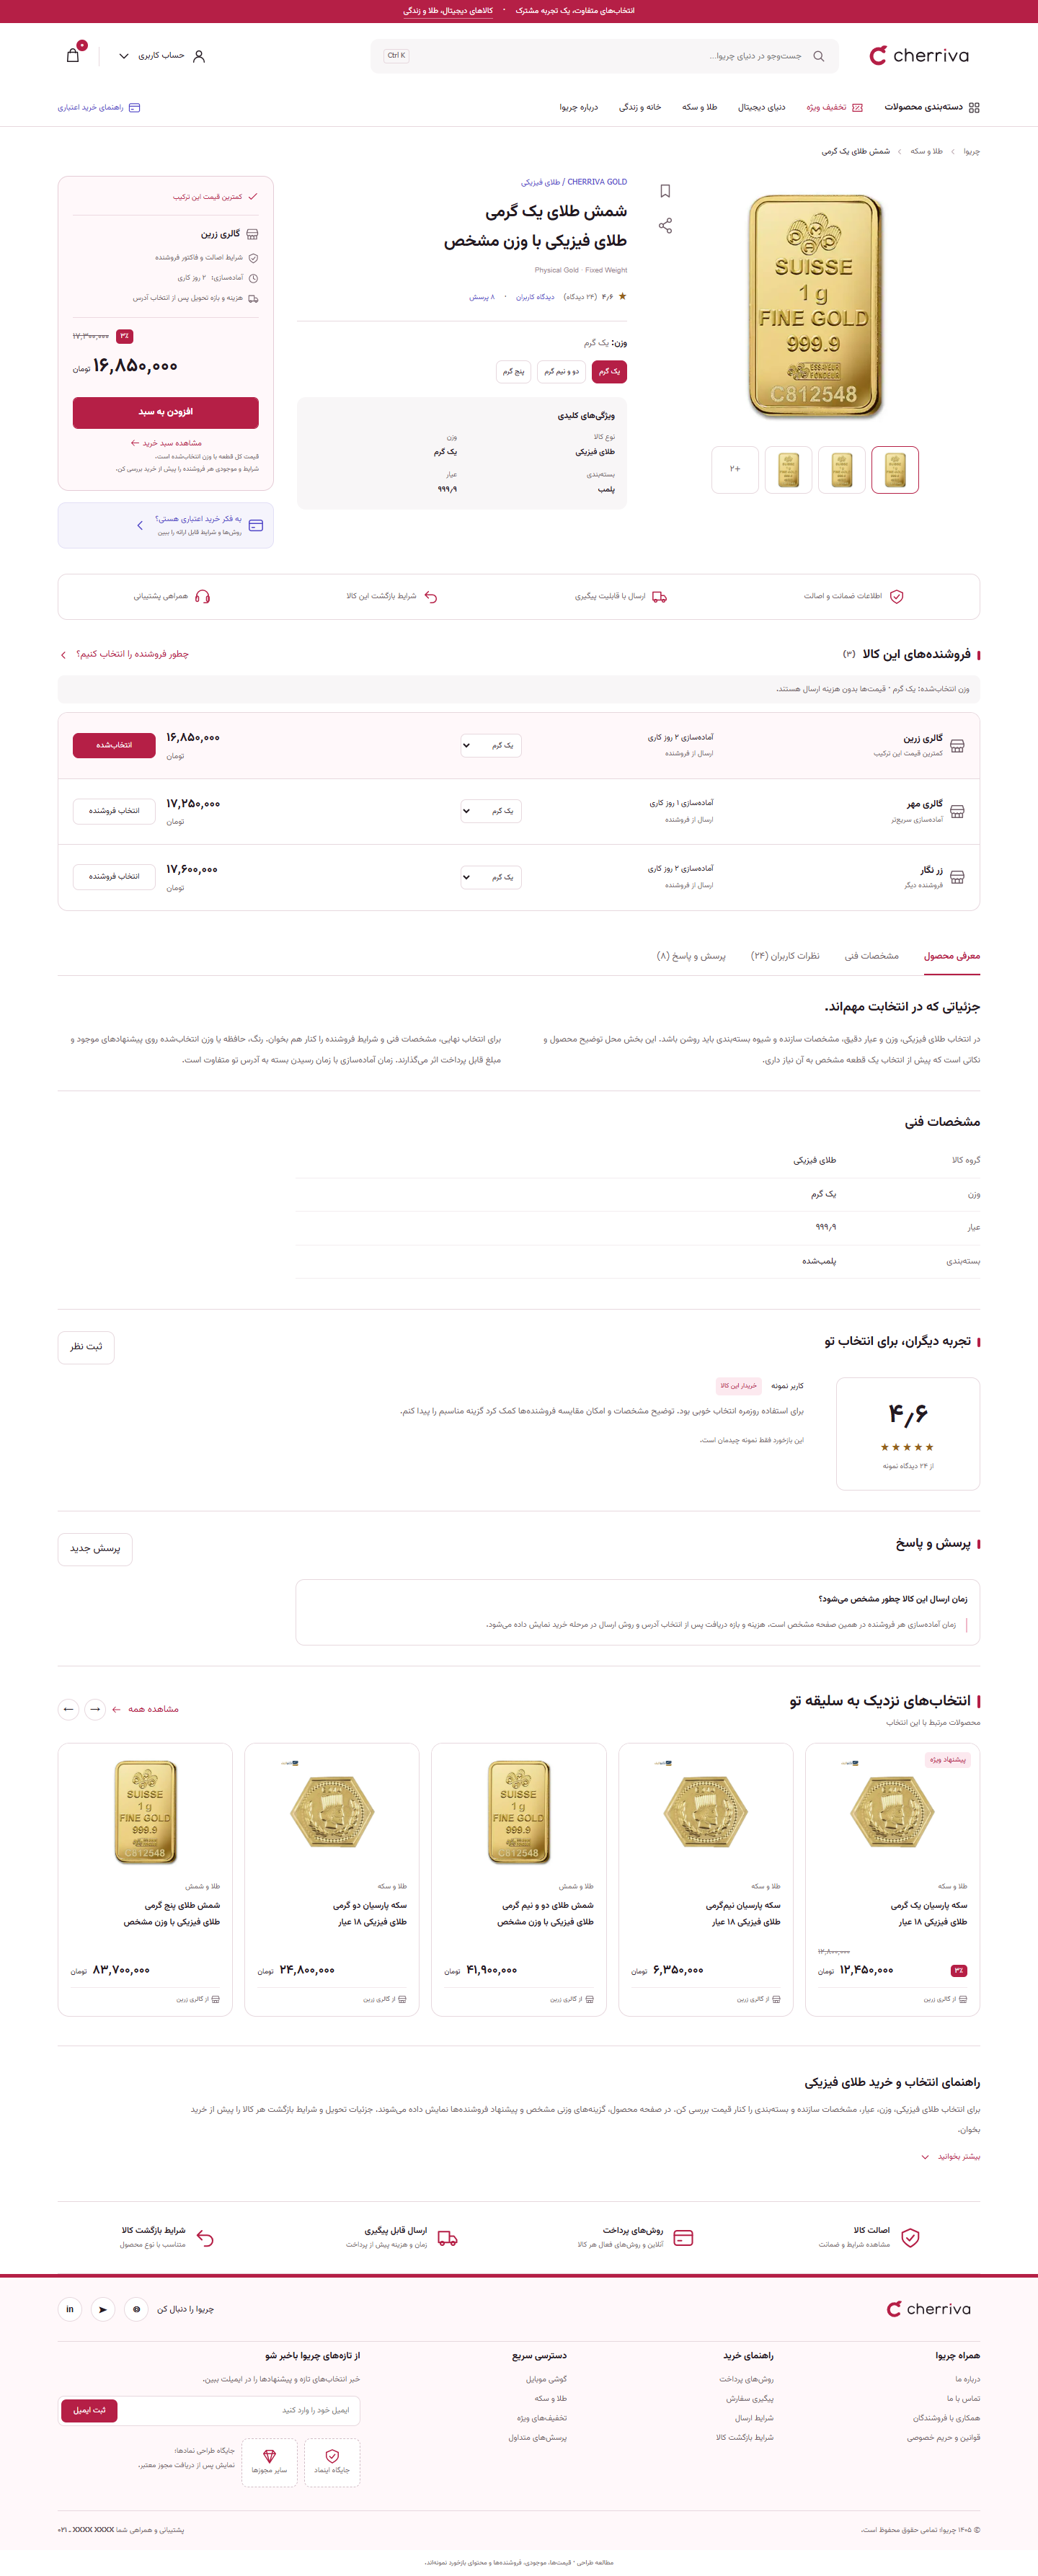 انتخاب‌های متفاوت، یک تجربه مشترک • کالاهای دیجیتال، طلا و زندگی
cherriva
جست‌وجو در دنیای چریوا...
Ctrl K
حساب کاربری
۰
دسته‌بندی محصولات
تخفیف ویژه
دنیای دیجیتال
طلا و سکه
خانه و زندگی
درباره چریوا
راهنمای خرید اعتباری
چریوا
طلا و سکه
شمش طلای یک گرمی
SUISSE
1 g
FINE GOLD
999.9
ESSAYEUR
FONDEUR
C812548
+۲
CHERRIVA GOLD / طلای فیزیکی
شمش طلای یک گرمی
طلای فیزیکی با وزن مشخص
Physical Gold · Fixed Weight
۴٫۶ (۲۴ دیدگاه) دیدگاه کاربران • ۸ پرسش
وزن: یک گرم
یک گرم
دو و نیم گرم
پنج گرم
ویژگی‌های کلیدی
نوع کالا
طلای فیزیکی
وزن
یک گرم
بسته‌بندی
پلمب
عیار
۹۹۹٫۹
کمترین قیمت این ترکیب
گالری زرین
شرایط اصالت و فاکتور فروشنده
آماده‌سازی: ۲ روز کاری
هزینه و بازه تحویل پس از انتخاب آدرس
۳٪
۱۷,۳۰۰,۰۰۰
۱۶,۸۵۰,۰۰۰ تومان
افزودن به سبد
مشاهده سبد خرید
قیمت کل قطعه با وزن انتخاب‌شده است.
شرایط و موجودی هر فروشنده را پیش از خرید بررسی کن.
به فکر خرید اعتباری هستی؟
روش‌ها و شرایط قابل ارائه را ببین
اطلاعات ضمانت و اصالت
ارسال با قابلیت پیگیری
شرایط بازگشت این کالا
همراهی پشتیبانی
فروشنده‌های این کالا (۳)
چطور فروشنده را انتخاب کنیم؟
وزن انتخاب‌شده: یک گرم • قیمت‌ها بدون هزینه ارسال هستند.
گالری زرین
کمترین قیمت این ترکیب
آماده‌سازی ۲ روز کاری
ارسال از فروشنده
یک گرم
۱۶,۸۵۰,۰۰۰
تومان
انتخاب‌شده
گالری مهر
آماده‌سازی سریع‌تر
آماده‌سازی ۱ روز کاری
ارسال از فروشنده
یک گرم
۱۷,۲۵۰,۰۰۰
تومان
انتخاب فروشنده
زر نگار
فروشنده دیگر
آماده‌سازی ۲ روز کاری
ارسال از فروشنده
یک گرم
۱۷,۶۰۰,۰۰۰
تومان
انتخاب فروشنده
معرفی محصول
مشخصات فنی
نظرات کاربران (۲۴)
پرسش و پاسخ (۸)
جزئیاتی که در انتخابت مهم‌اند.
در انتخاب طلای فیزیکی، وزن و عیار دقیق، مشخصات سازنده و شیوه بسته‌بندی باید روشن باشد. این بخش محل توضیح محصول و
نکاتی است که پیش از انتخاب یک قطعه مشخص به آن نیاز داری.
برای انتخاب نهایی، مشخصات فنی و شرایط فروشنده را کنار هم بخوان. رنگ، حافظه یا وزن انتخاب‌شده روی پیشنهادهای موجود و
مبلغ قابل پرداخت اثر می‌گذارند. زمان آماده‌سازی با زمان رسیدن بسته به آدرس تو متفاوت است.
مشخصات فنی
گروه کالا
طلای فیزیکی
وزن
یک گرم
عیار
۹۹۹٫۹
بسته‌بندی
پلمب‌شده
تجربه دیگران، برای انتخاب تو
ثبت نظر
۴٫۶
★★★★★
از ۲۴ دیدگاه نمونه
کاربر نمونه
خریدار این کالا
برای استفاده روزمره انتخاب خوبی بود. توضیح مشخصات و امکان مقایسه فروشنده‌ها کمک کرد گزینه مناسبم را پیدا کنم.
این بازخورد فقط نمونه چیدمان است.
پرسش و پاسخ
پرسش جدید
زمان ارسال این کالا چطور مشخص می‌شود؟
زمان آماده‌سازی هر فروشنده در همین صفحه مشخص است. هزینه و بازه دریافت پس از انتخاب آدرس و روش ارسال در مرحله خرید نمایش داده می‌شود.
انتخاب‌های نزدیک به سلیقه تو
محصولات مرتبط با این انتخاب
مشاهده همه
پیشنهاد ویژه
طلا و سکه
سکه پارسیان یک گرمی
طلای فیزیکی ۱۸ عیار
۱۲,۸۰۰,۰۰۰
۳٪
۱۲,۴۵۰,۰۰۰ تومان
از گالری زرین
طلا و سکه
سکه پارسیان نیم‌گرمی
طلای فیزیکی ۱۸ عیار
۶,۳۵۰,۰۰۰ تومان
از گالری زرین
SUISSE
1 g
FINE GOLD
999.9
C812548
طلا و شمش
شمش طلای دو و نیم گرمی
طلای فیزیکی با وزن مشخص
۴۱,۹۰۰,۰۰۰ تومان
از گالری زرین
طلا و سکه
سکه پارسیان دو گرمی
طلای فیزیکی ۱۸ عیار
۲۴,۸۰۰,۰۰۰ تومان
از گالری زرین
SUISSE
1 g
FINE GOLD
999.9
C812548
طلا و شمش
شمش طلای پنج گرمی
طلای فیزیکی با وزن مشخص
۸۳,۷۰۰,۰۰۰ تومان
از گالری زرین
راهنمای انتخاب و خرید طلای فیزیکی
برای انتخاب طلای فیزیکی، وزن، عیار، مشخصات سازنده و بسته‌بندی را کنار قیمت بررسی کن. در صفحه محصول، گزینه‌های وزنی مشخص و پیشنهاد فروشنده‌ها نمایش داده می‌شوند. جزئیات تحویل و شرایط بازگشت هر کالا را پیش از خرید
بخوان.
بیشتر بخوانید
اصالت کالا
مشاهده شرایط و ضمانت
روش‌های پرداخت
آنلاین و روش‌های فعال هر کالا
ارسال قابل پیگیری
زمان و هزینه پیش از پرداخت
شرایط بازگشت کالا
متناسب با نوع محصول
cherriva
چریوا را دنبال کن
in
همراه چریوا
درباره ما
تماس با ما
همکاری با فروشندگان
قوانین و حریم خصوصی
راهنمای خرید
روش‌های پرداخت
پیگیری سفارش
شرایط ارسال
شرایط بازگشت کالا
دسترسی سریع
گوشی موبایل
طلا و سکه
تخفیف‌های ویژه
پرسش‌های متداول
از تازه‌های چریوا باخبر شو
خبر انتخاب‌های تازه و پیشنهادها را در ایمیلت ببین.
ایمیل خود را وارد کنید
ثبت ایمیل
جایگاه اینماد
سایر مجوزها
جایگاه طراحی نمادها؛
نمایش پس از دریافت مجوز معتبر.
© ۱۴۰۵ چریوا؛ تمامی حقوق محفوظ است.
پشتیبانی و همراهی شما ۰۲۱ ـ XXXX XXXX
مطالعه طراحی • قیمت‌ها، موجودی، فروشنده‌ها و محتوای بازخورد نمونه‌اند.